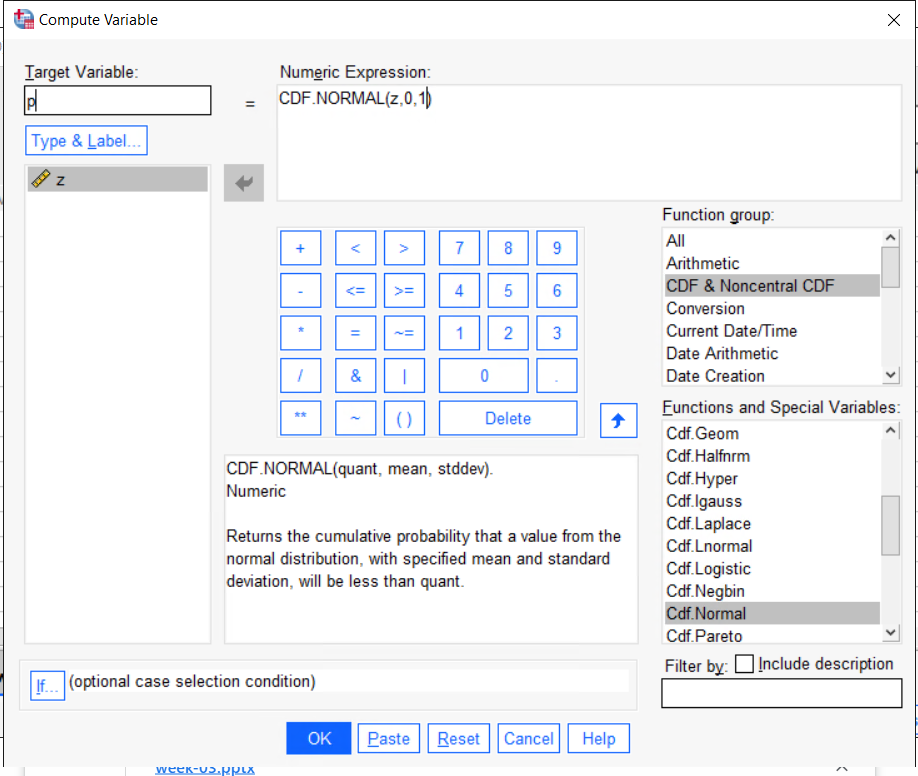 Compute Variable
Target Variable:
p
=
Numeric Expression:
CDF.NORMAL(z,0,1)
Type & Label...
z
+ < > 7 8 9
- <= >= 4 5 6
* = ~= 1 2 3
/ & | 0 .
** ~ ( ) Delete
Function group:
All
Arithmetic
CDF & Noncentral CDF
Conversion
Current Date/Time
Date Arithmetic
Date Creation
Functions and Special Variables:
Cdf.Geom
Cdf.Halfnrm
Cdf.Hyper
Cdf.Igauss
Cdf.Laplace
Cdf.Lnormal
Cdf.Logistic
Cdf.Negbin
Cdf.Normal
Cdf.Pareto
CDF.NORMAL(quant, mean, stddev).
Numeric
Returns the cumulative probability that a value from the
normal distribution, with specified mean and standard
deviation, will be less than quant.
Filter by: Include description
If... (optional case selection condition)
OK Paste Reset Cancel Help
week-03.pptx